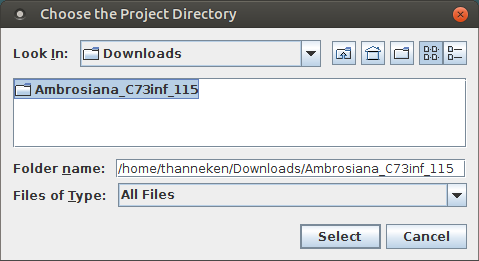 Choose the Project Directory
Look In: Downloads
Ambrosiana_C73inf_115
Folder name: /home/thanneken/Downloads/Ambrosiana_C73inf_115
Files of Type: All Files
Select Cancel